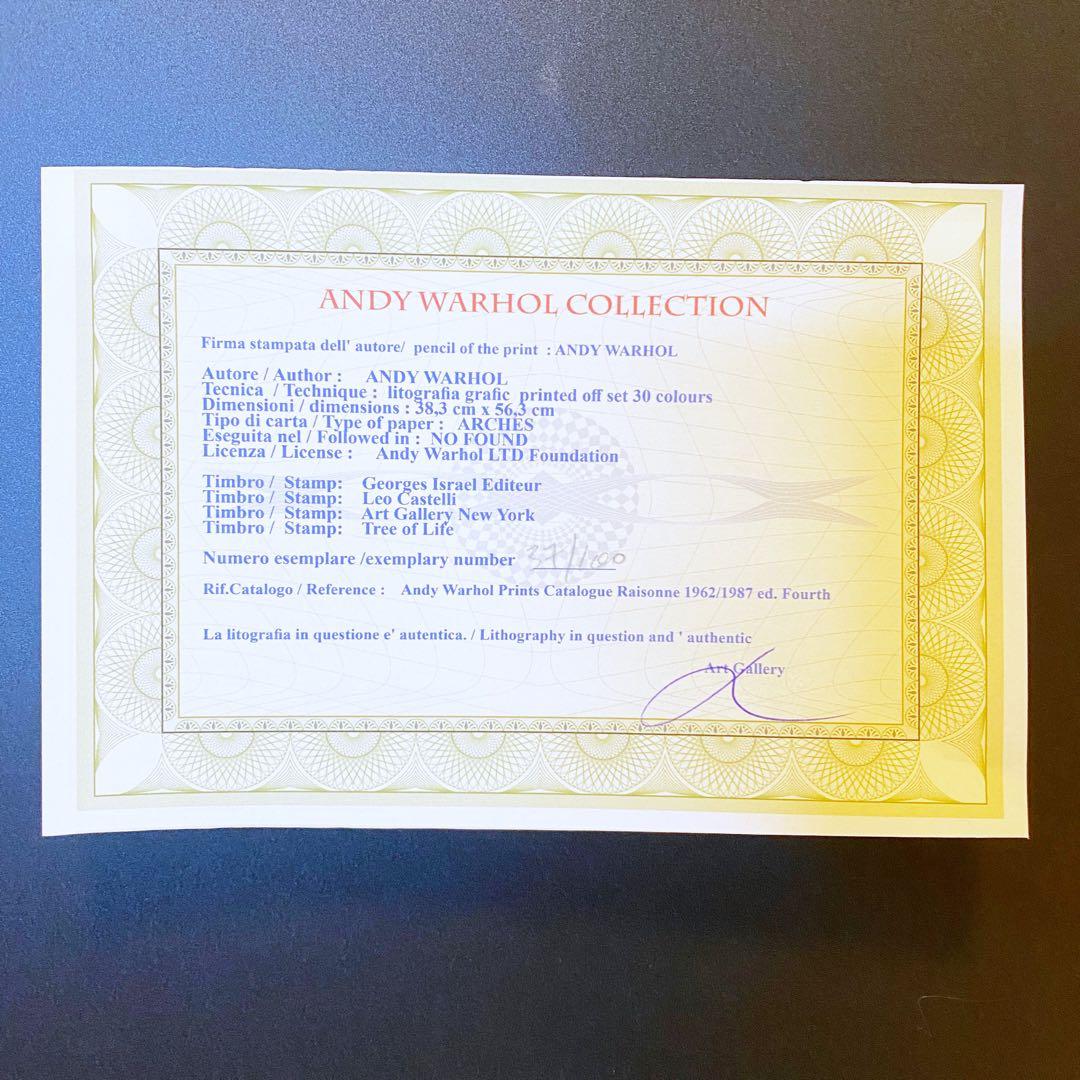 ANDY WARHOL COLLECTION
Firma stampata dell' autore/ pencil of the print : ANDY WARHOL
Autore / Author : ANDY WARHOL
Tecnica / Technique : litografia grafic printed off set 30 colours
Dimensioni / dimensions : 38,3 cm x 56,3 cm
Tipo di carta / Type of paper : ARCHES
Eseguita nel / Followed in : NO FOUND
Licenza / License : Andy Warhol LTD Foundation
Timbro / Stamp: Georges Israel Editeur
Timbro / Stamp: Leo Castelli
Timbro / Stamp: Art Gallery New York
Timbro / Stamp: Tree of Life
Numero esemplare /exemplary number 37/100
Rif.Catalogo / Reference : Andy Warhol Prints Catalogue Raisonne 1962/1987 ed. Fourth
La litografia in questione e' autentica. / Lithography in question and ' authentic
Art Gallery